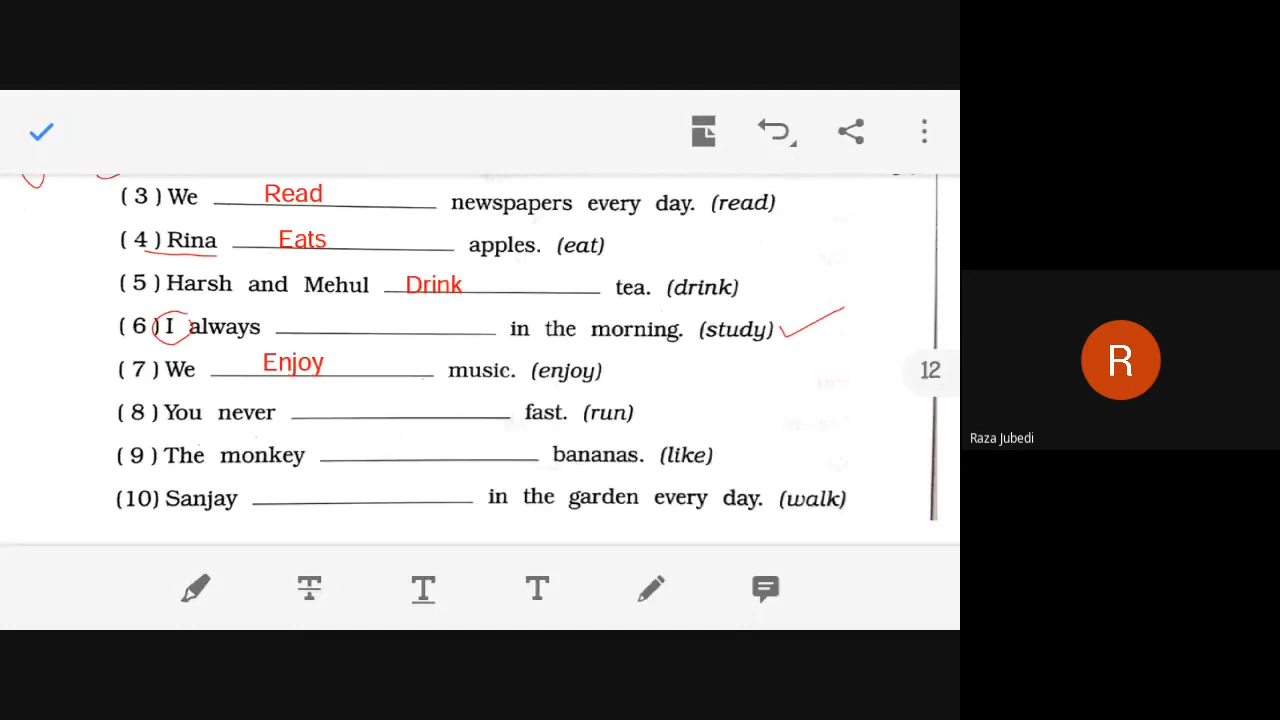 (3) We Read newspapers every day. (read)
(4) Rina Eats apples. (eat)
(5) Harsh and Mehul Drink tea. (drink)
(6) I always in the morning. (study)
(7) We Enjoy music. (enjoy)
12
(8) You never fast. (run)
(9) The monkey bananas. (like)
(10) Sanjay in the garden every day. (walk)
T T T
R
Raza Jubedi